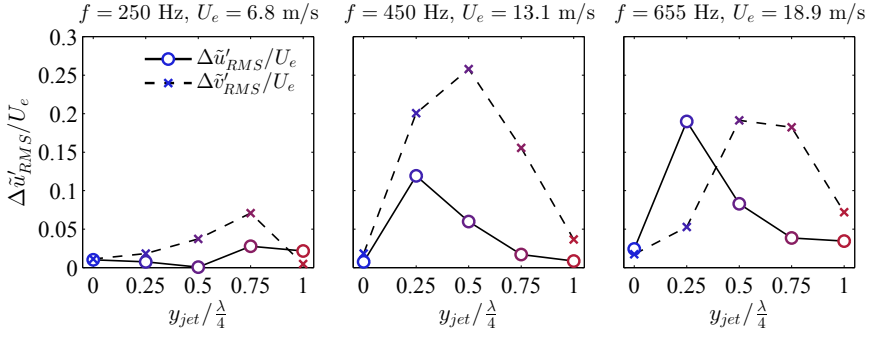 f = 250 Hz, U_e = 6.8 m/s
f = 450 Hz, U_e = 13.1 m/s
f = 655 Hz, U_e = 18.9 m/s
Δũ′_RMS/U_e
0.3
0.25
0.2
0.15
0.1
0.05
0
Δũ′_RMS/U_e
Δṽ′_RMS/U_e
0 0.25 0.5 0.75 1
0 0.25 0.5 0.75 1
0 0.25 0.5 0.75 1
y_jet/λ/4
y_jet/λ/4
y_jet/λ/4